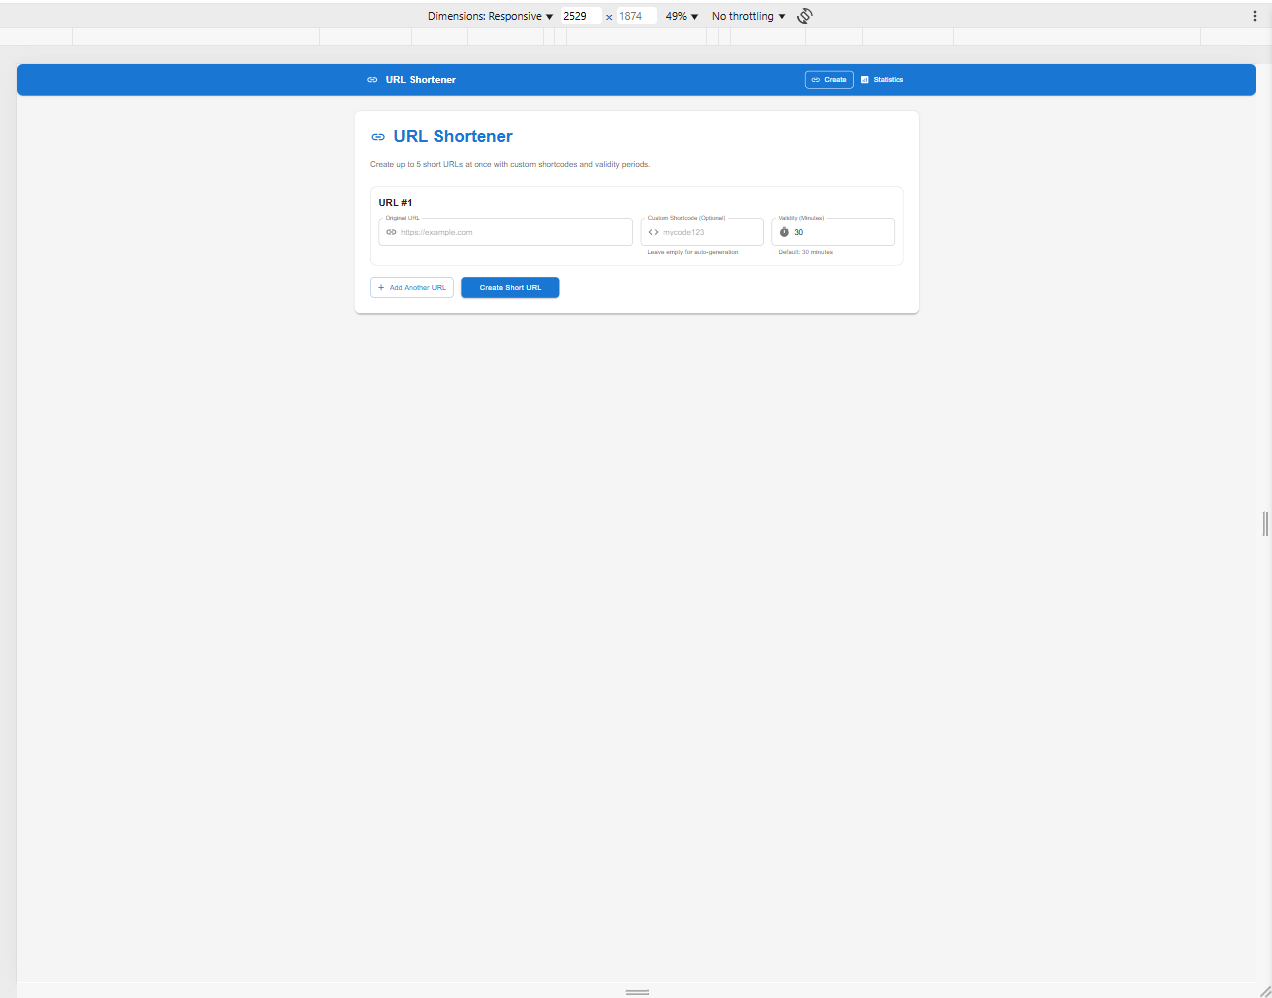 Dimensions: Responsive ▼ 2529 x 1874 49% ▼ No throttling ▼
URL Shortener Create Statistics
URL Shortener
Create up to 5 short URLs at once with custom shortcodes and validity periods.
URL #1
Original URL Custom Shortcode (Optional) Validity (Minutes)
https://example.com mycode123 30
Leave empty for auto-generation Default: 30 minutes
+ Add Another URL Create Short URL